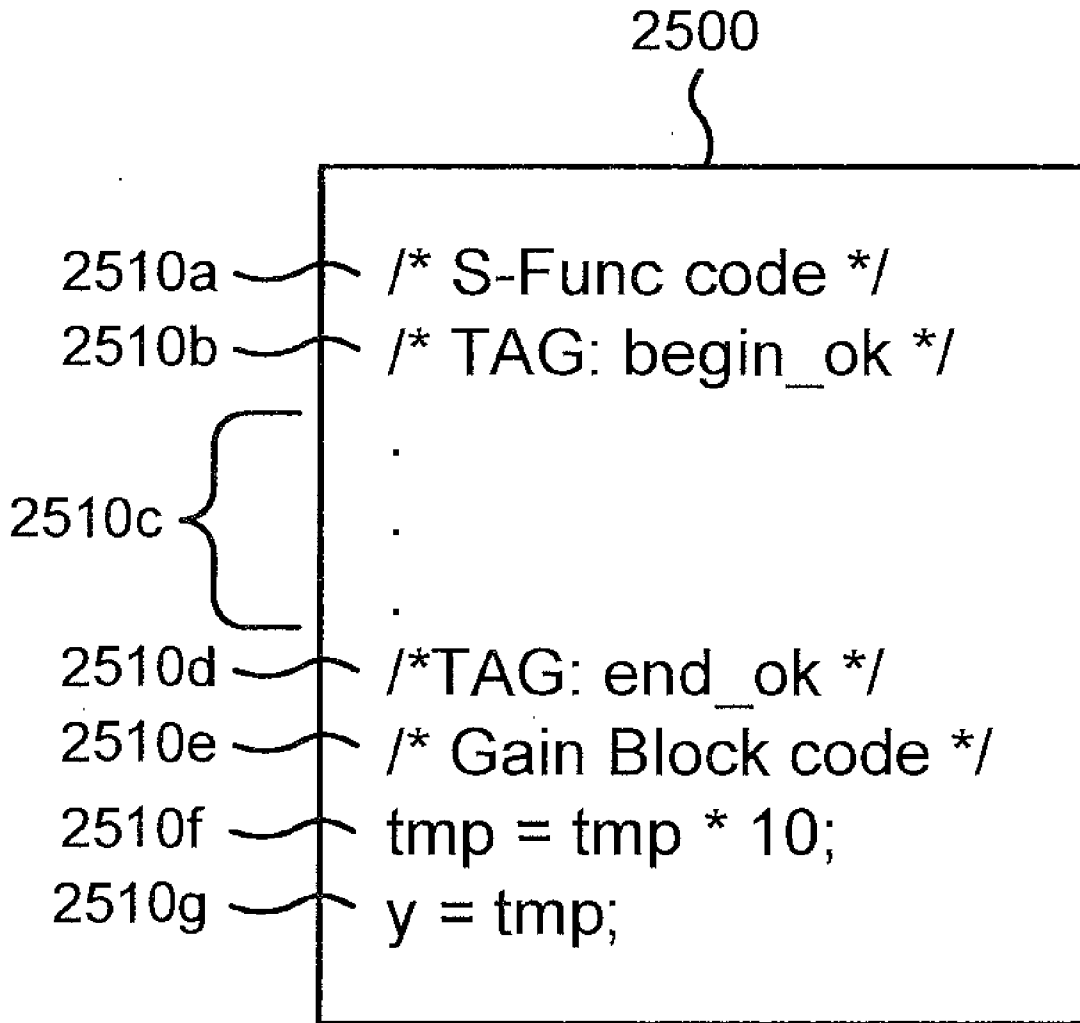 2500
2510a /* S-Func code */
2510b /* TAG: begin_ok */
.
2510c .
.
2510d /*TAG: end_ok */
2510e /* Gain Block code */
2510f tmp = tmp * 10;
2510g y = tmp;